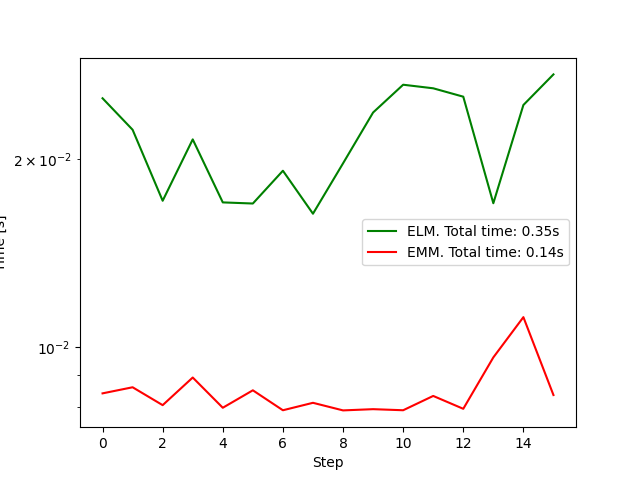 2 × 10⁻²
10⁻²
Time [s]
ELM. Total time: 0.35s
EMM. Total time: 0.14s
0 2 4 6 8 10 12 14
Step